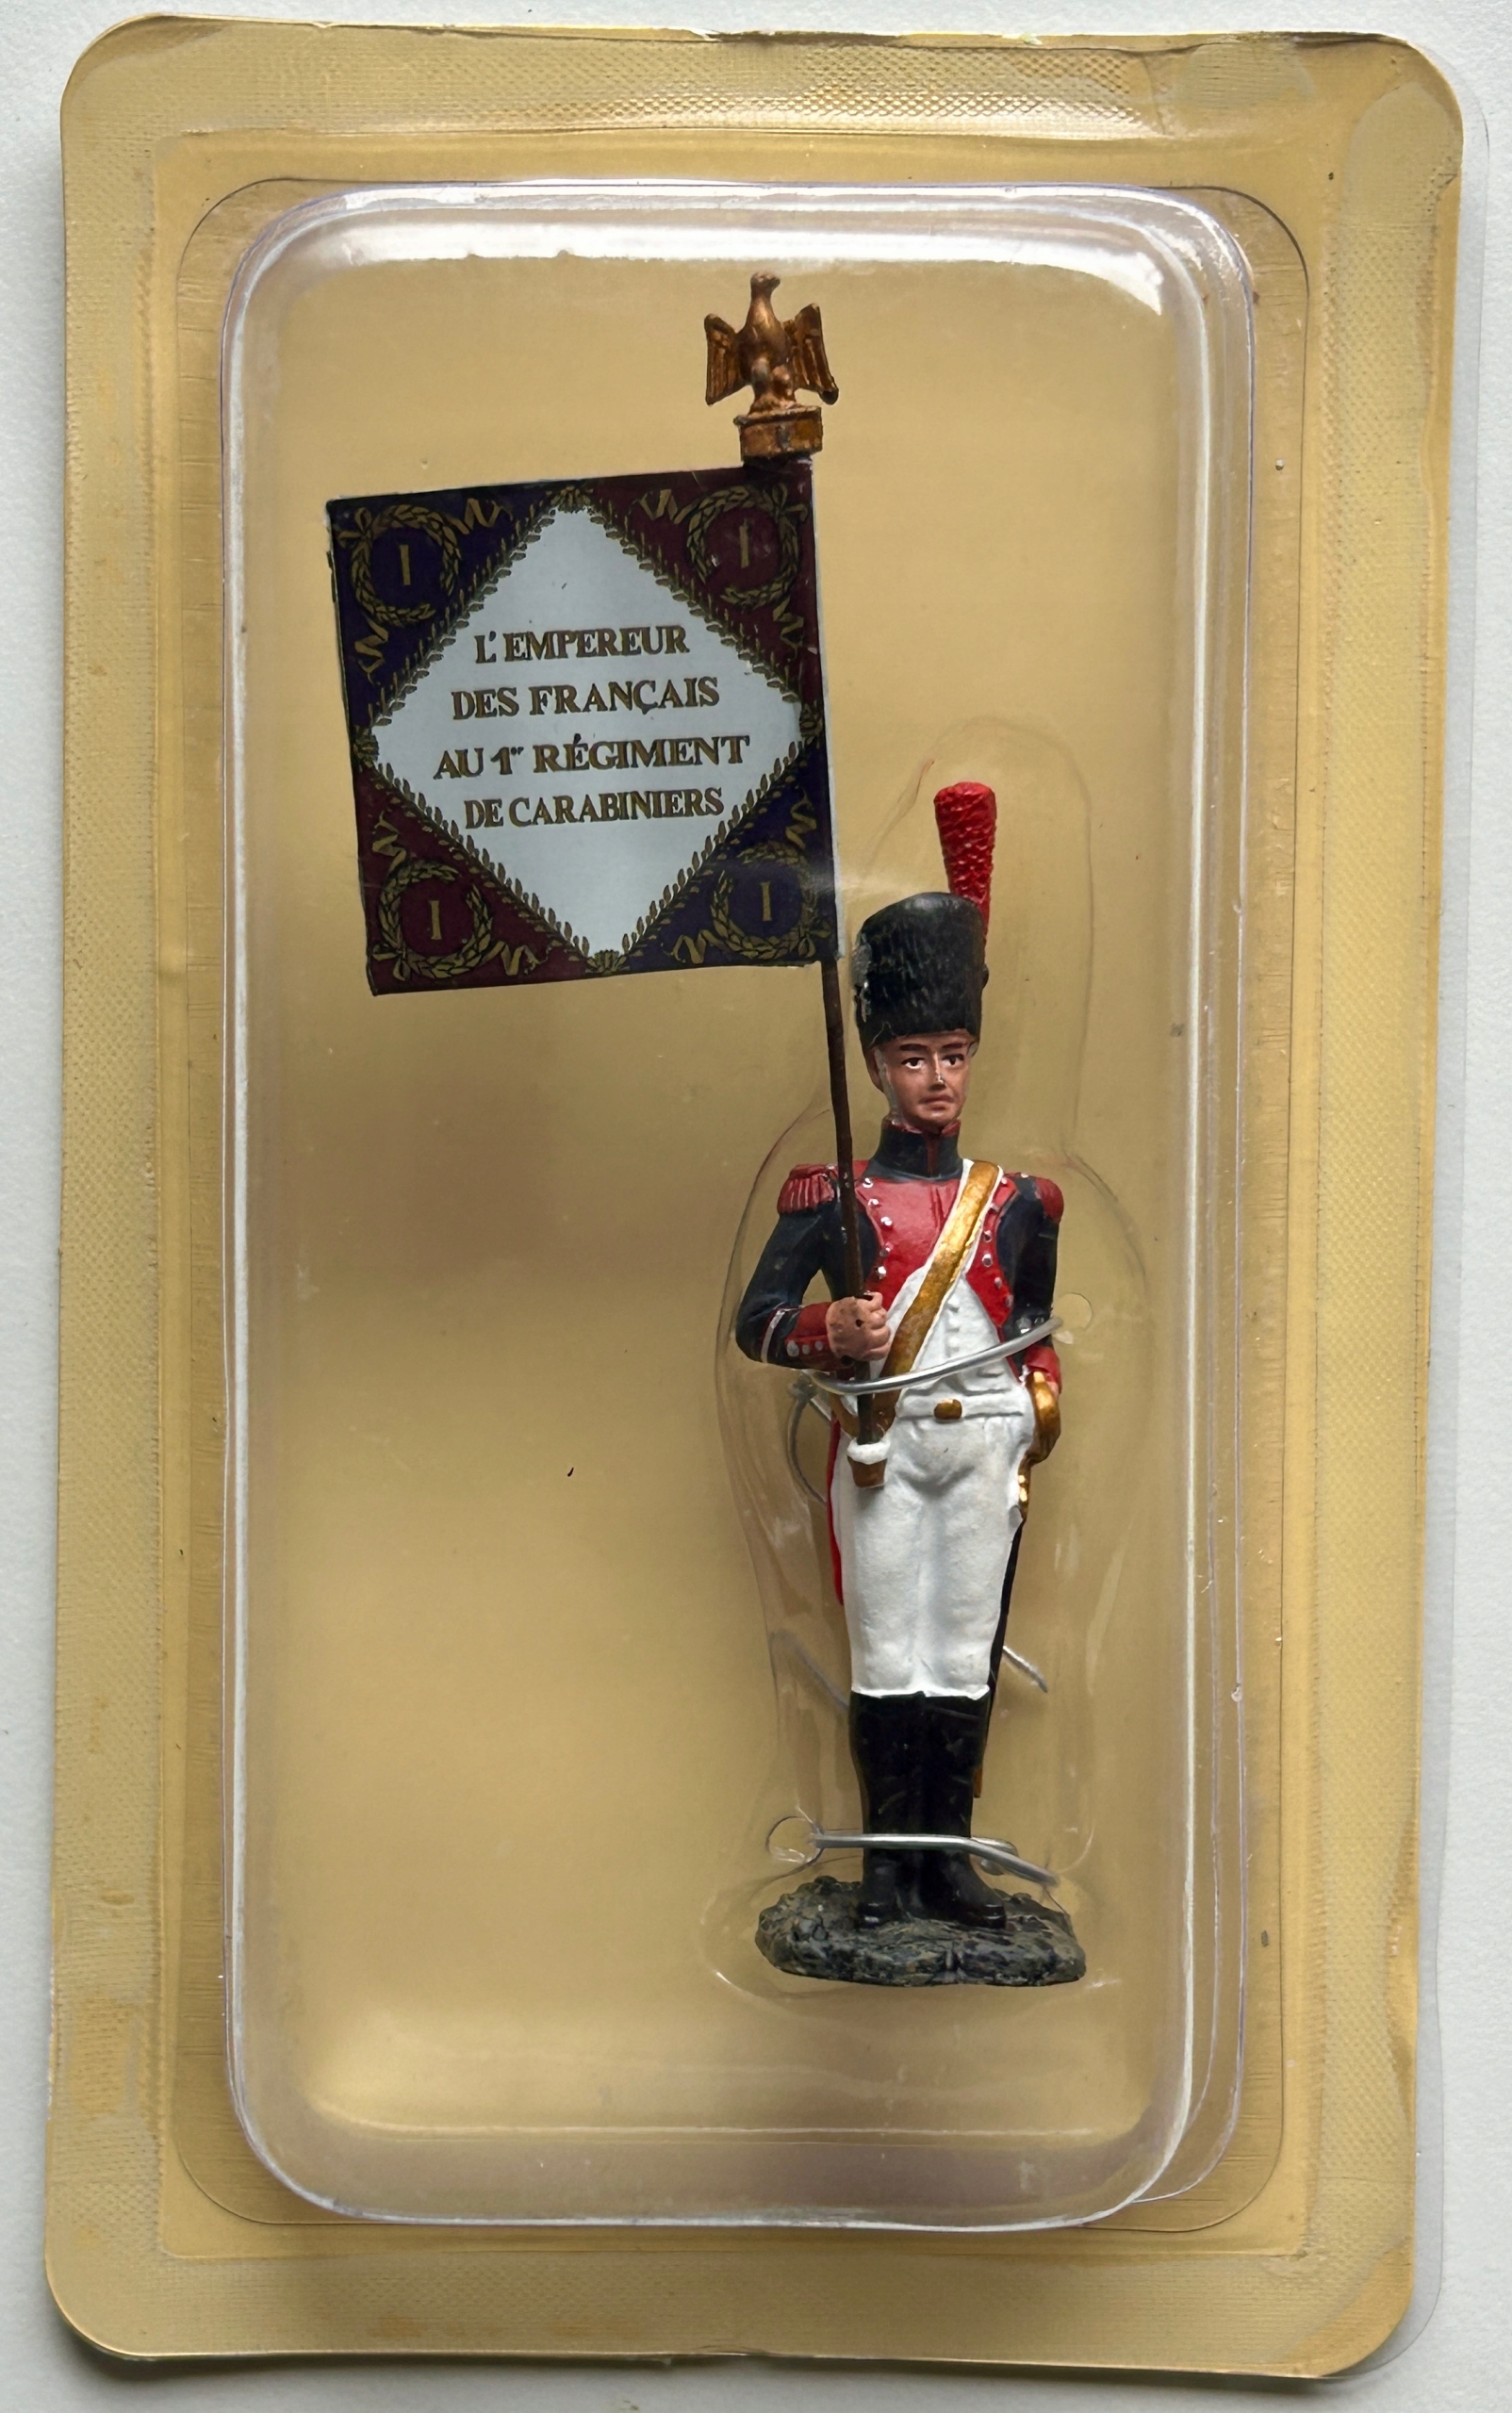 I I
L'EMPEREUR
DES FRANÇAIS
AU 1er RÉGIMENT
DE CARABINIERS
I I